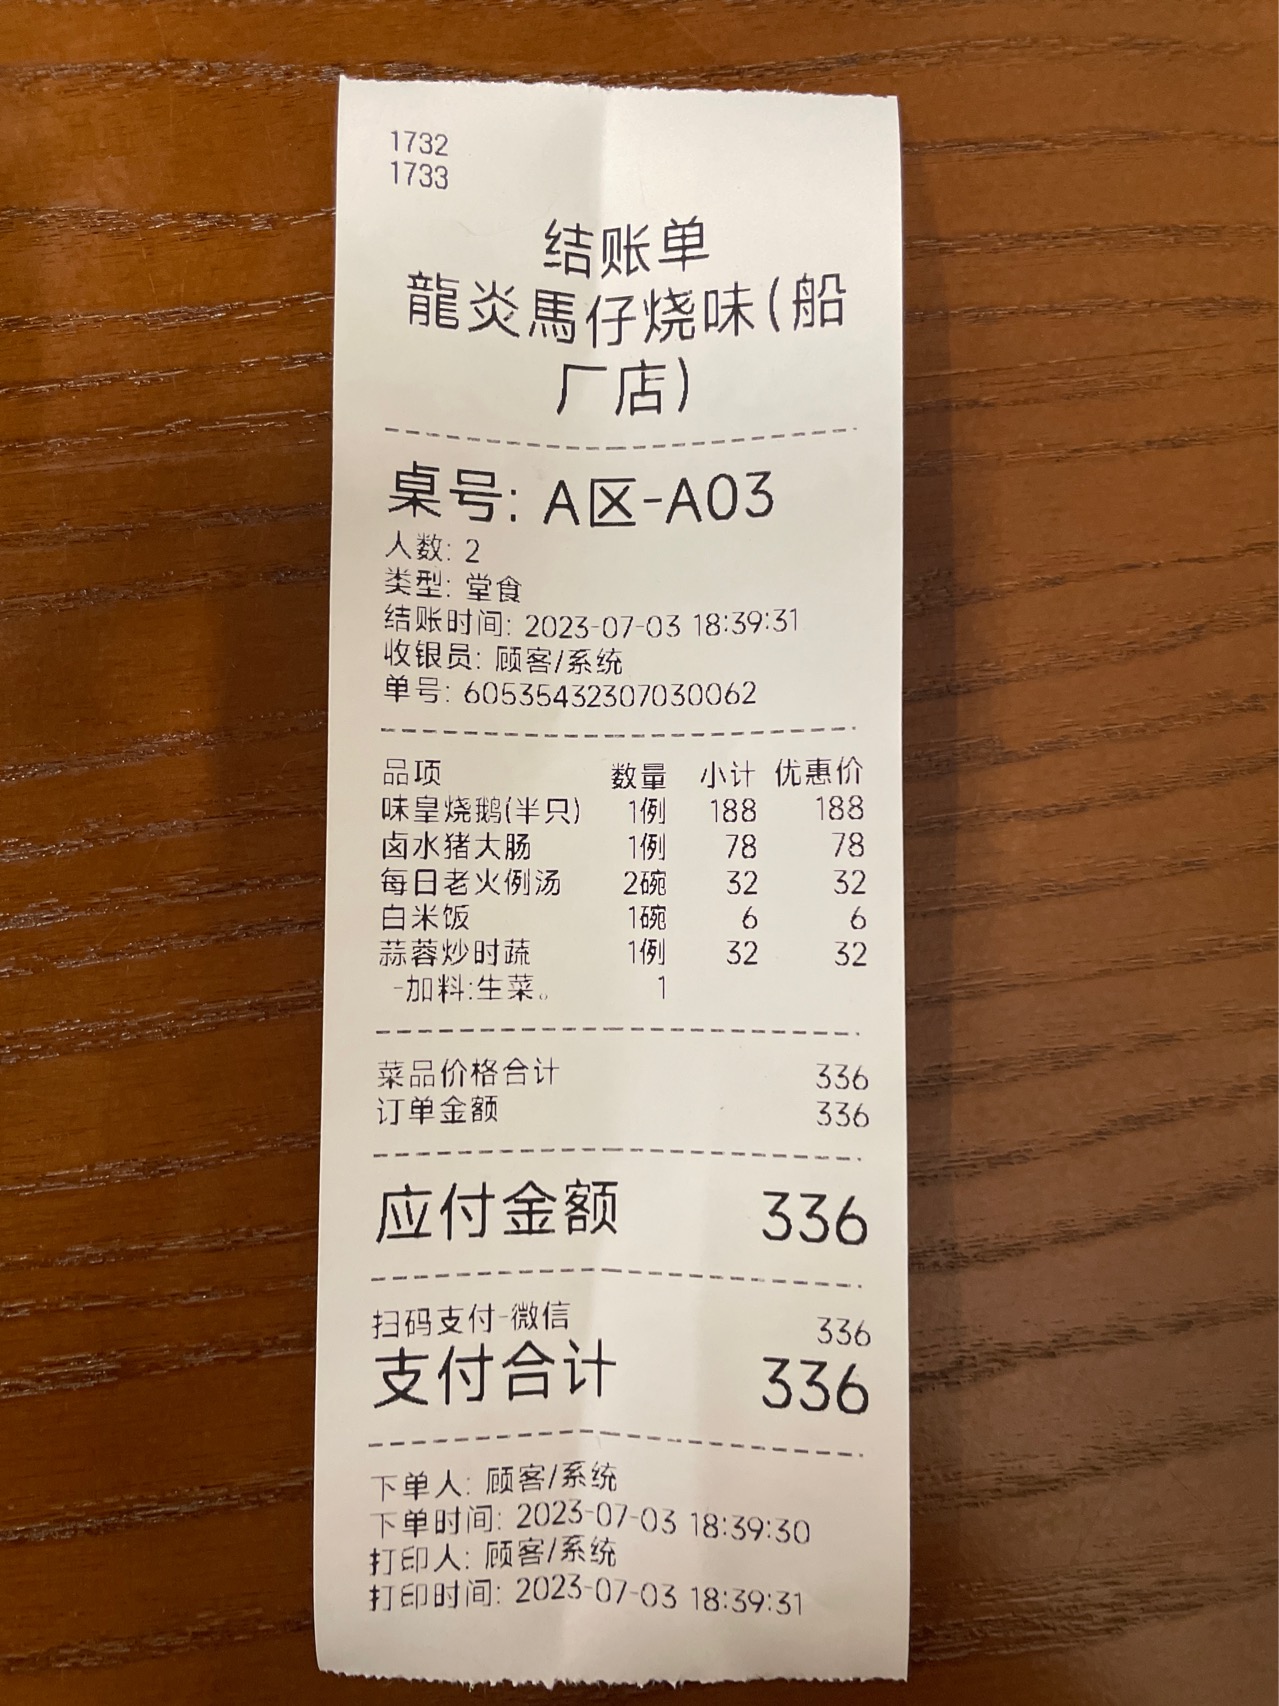 1732
1733
结账单
龍炎馬仔烧味(船
厂店)
桌号: A区-A03
人数: 2
类型: 堂食
结账时间: 2023-07-03 18:39:31
收银员: 顾客/系统
单号: 60535432307030062
品项 数量 小计 优惠价
味皇烧鹅(半只) 1例 188 188
卤水猪大肠 1例 78 78
每日老火例汤 2碗 32 32
白米饭 1碗 6 6
蒜蓉炒时蔬 1例 32 32
-加料:生菜。 1
菜品价格合计 336
订单金额 336
应付金额 336
扫码支付-微信 336
支付合计 336
下单人: 顾客/系统
下单时间: 2023-07-03 18:39:30
打印人: 顾客/系统
打印时间: 2023-07-03 18:39:31